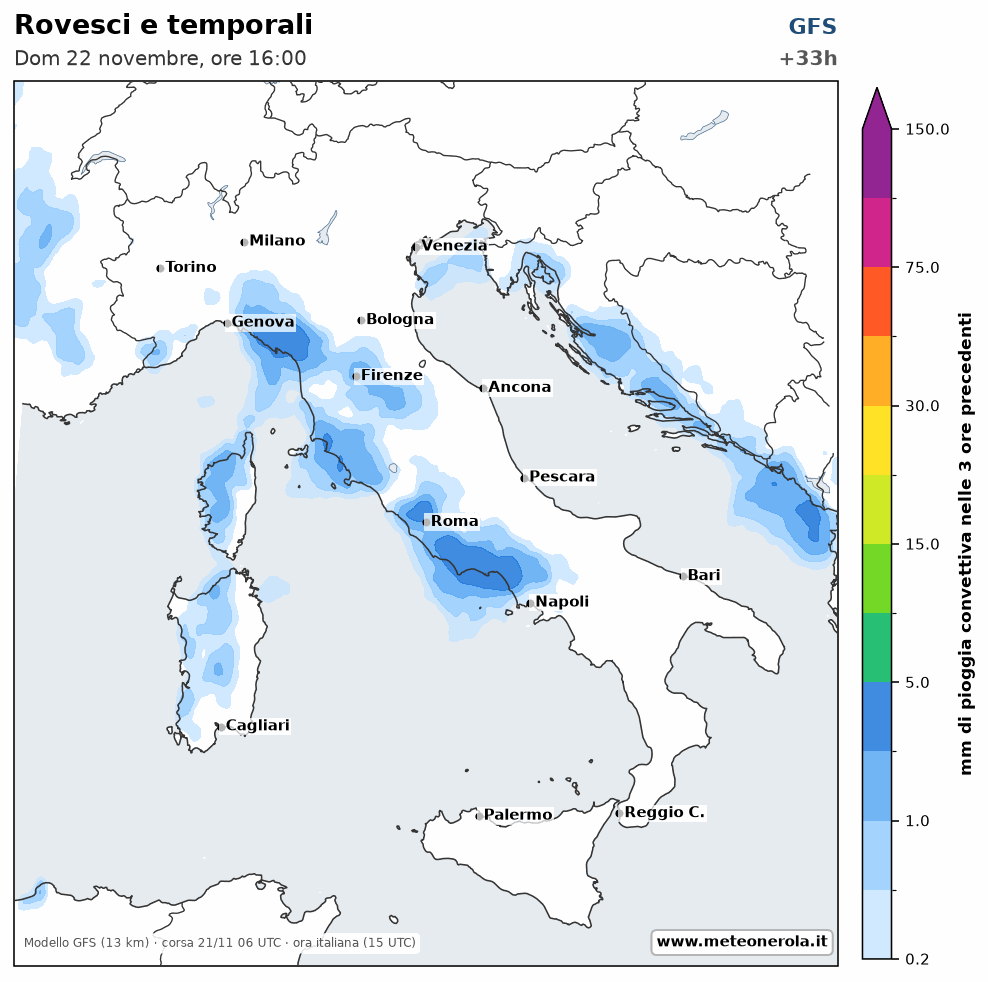 Rovesci e temporali
GFS
Dom 22 novembre, ore 16:00
+33h
150.0
75.0
30.0
15.0
5.0
1.0
0.2
mm di pioggia convettiva nelle 3 ore precedenti
Milano
Venezia
Torino
Genova
Bologna
Firenze
Ancona
Pescara
Roma
Bari
Napoli
Cagliari
Palermo
Reggio C.
Modello GFS (13 km) · corsa 21/11 06 UTC · ora italiana (15 UTC)
www.meteonerola.it